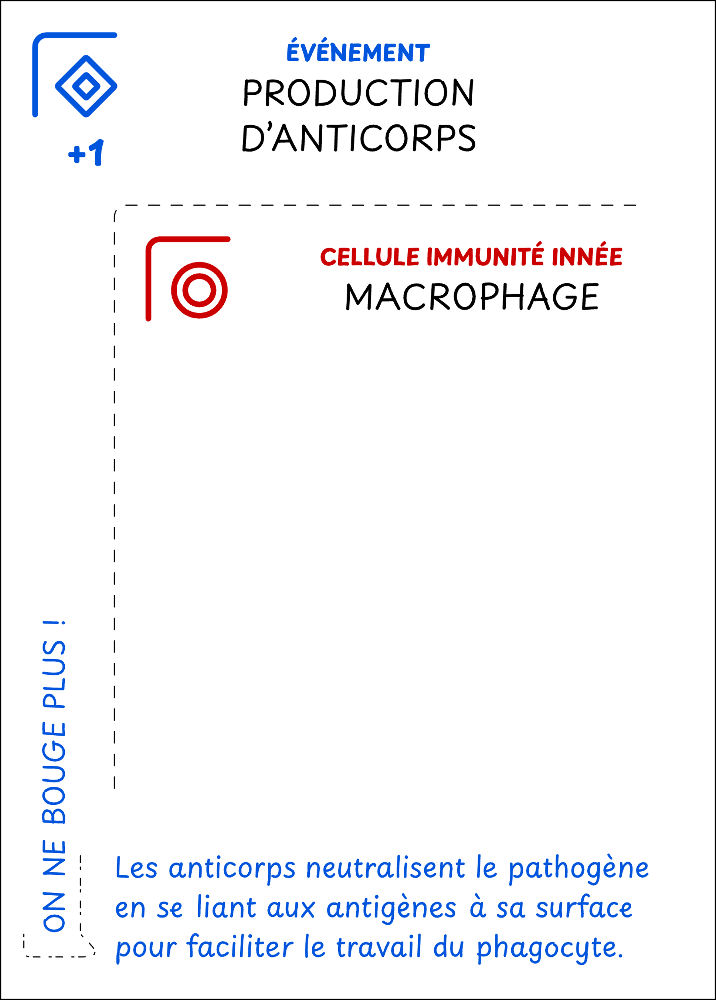 ÉVÉNEMENT
PRODUCTION
D’ANTICORPS
+1
CELLULE IMMUNITÉ INNÉE
MACROPHAGE
ON NE BOUGE PLUS !
Les anticorps neutralisent le pathogène
en se liant aux antigènes à sa surface
pour faciliter le travail du phagocyte.